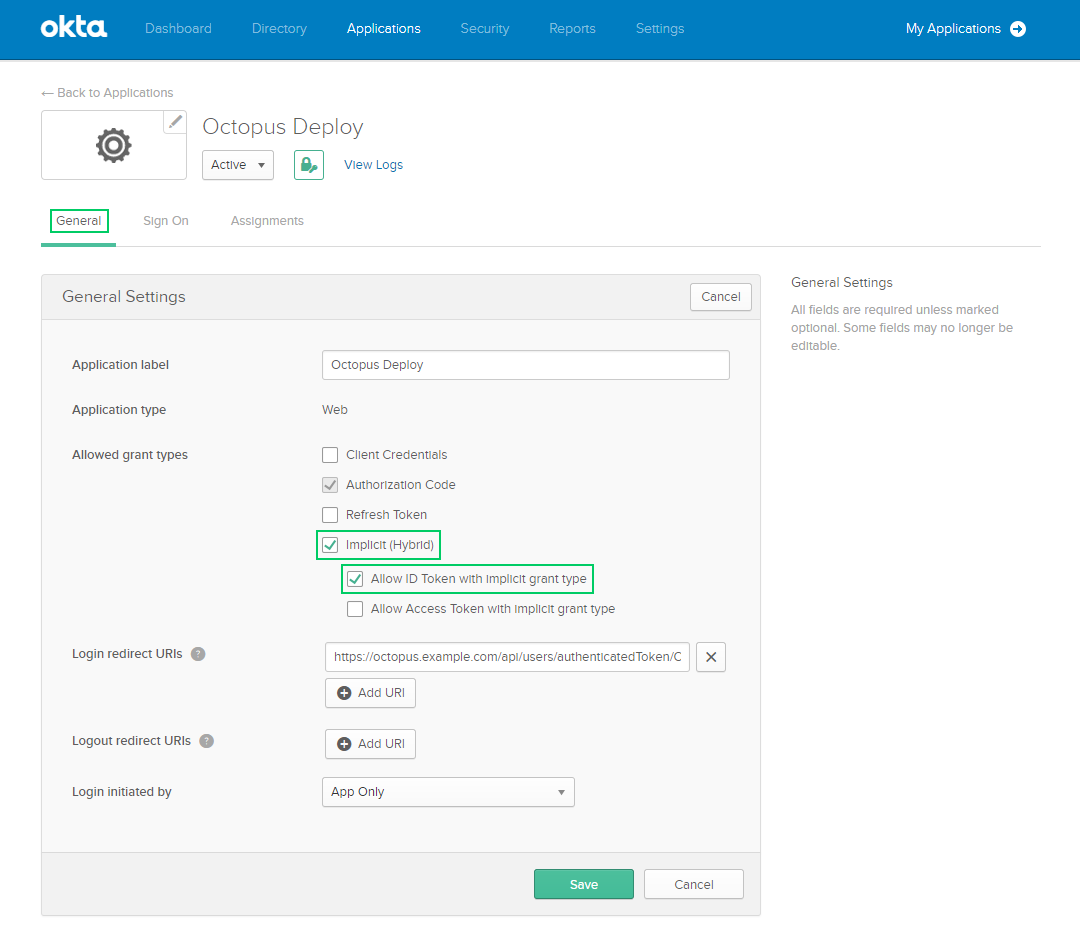 okta Dashboard Directory Applications Security Reports Settings My Applications
← Back to Applications
Octopus Deploy
Active View Logs
General Sign On Assignments
General Settings Cancel
Application label Octopus Deploy
Application type Web
Allowed grant types Client Credentials
Authorization Code
Refresh Token
Implicit (Hybrid)
Allow ID Token with implicit grant type
Allow Access Token with implicit grant type
Login redirect URIs ? https://octopus.example.com/api/users/authenticatedToken/C
Add URI
Logout redirect URIs ? Add URI
Login initiated by App Only
Save Cancel
General Settings
All fields are required unless marked
optional. Some fields may no longer be
editable.